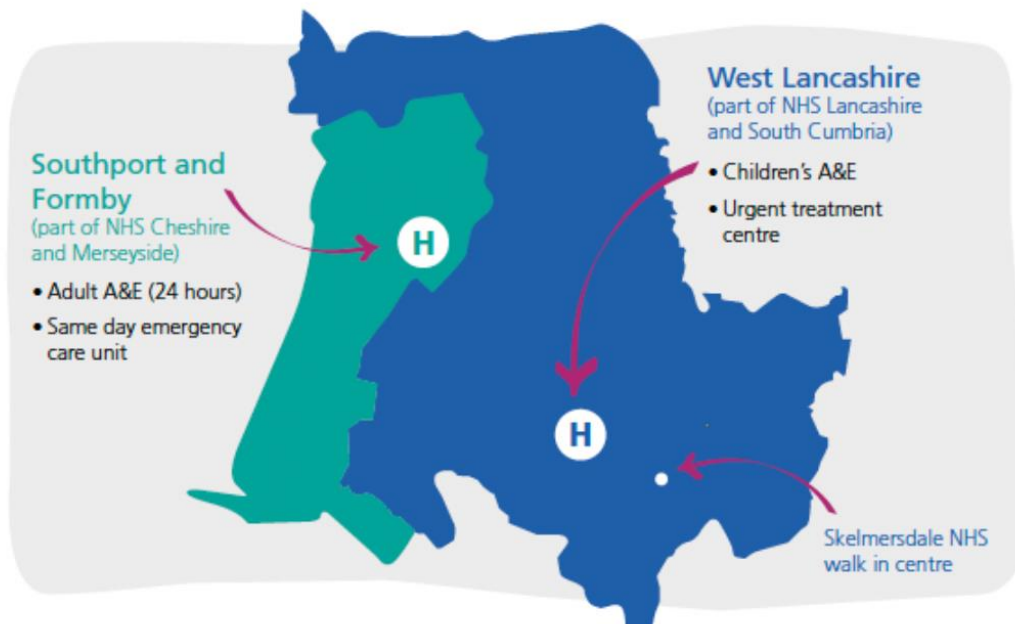 Southport and
Formby
(part of NHS Cheshire
and Merseyside)
• Adult A&E (24 hours)
• Same day emergency
care unit
H
West Lancashire
(part of NHS Lancashire
and South Cumbria)
• Children's A&E
• Urgent treatment
centre
H
Skelmersdale NHS
walk in centre